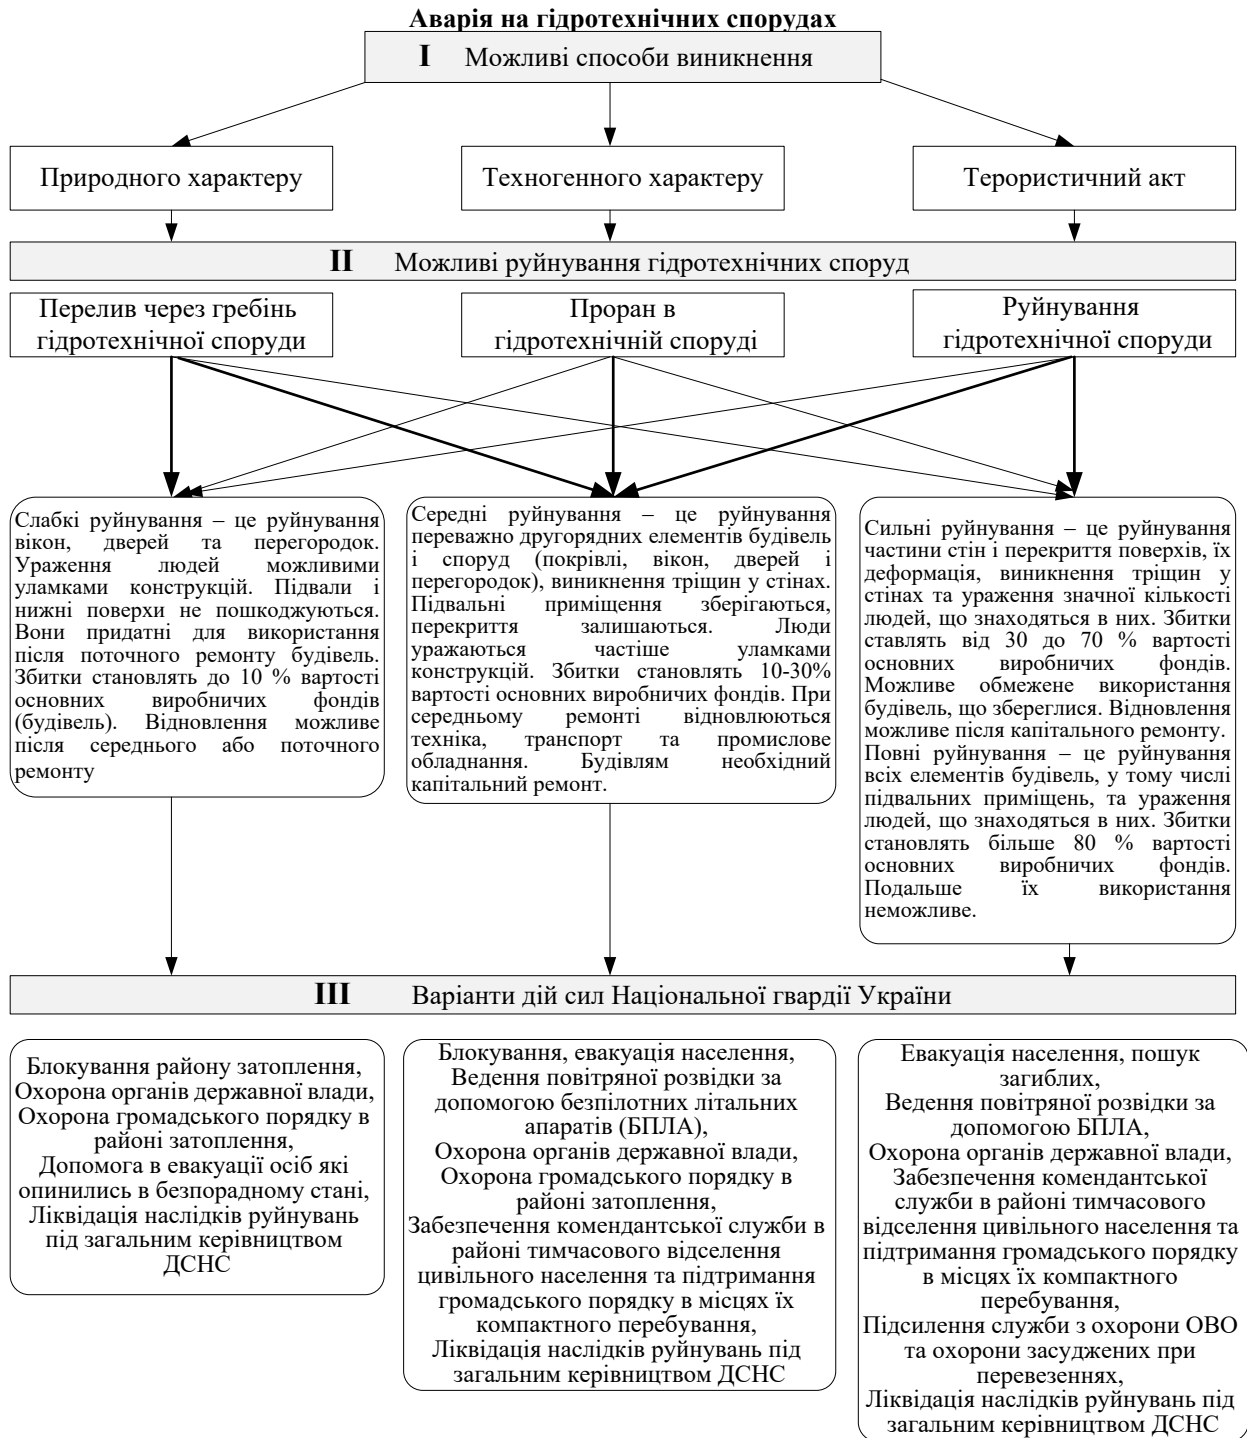 Аварія на гідротехнічних спорудах
I Можливі способи виникнення
Природного характеру
Техногенного характеру
Терористичний акт
II Можливі руйнування гідротехнічних споруд
Перелив через гребінь
гідротехнічної споруди
Проран в
гідротехнічній споруді
Руйнування
гідротехнічної споруди
Слабкі руйнування – це руйнування
вікон, дверей та перегородок.
Ураження людей можливими
уламками конструкцій. Підвали і
нижні поверхи не пошкоджуються.
Вони придатні для використання
після поточного ремонту будівель.
Збитки становлять до 10 % вартості
основних виробничих фондів
(будівель). Відновлення можливе
після середнього або поточного
ремонту
Середні руйнування – це руйнування
переважно другорядних елементів будівель
і споруд (покрівлі, вікон, дверей і
перегородок), виникнення тріщин у стінах.
Підвальні приміщення зберігаються,
перекриття залишаються. Люди
уражаються частіше уламками
конструкцій. Збитки становлять 10-30%
вартості основних виробничих фондів. При
середньому ремонті відновлюються
техніка, транспорт та промислове
обладнання. Будівлям необхідний
капітальний ремонт.
Сильні руйнування – це руйнування
частини стін і перекриття поверхів, їх
деформація, виникнення тріщин у
стінах та ураження значної кількості
людей, що знаходяться в них. Збитки
ставлять від 30 до 70 % вартості
основних виробничих фондів.
Можливе обмежене використання
будівель, що збереглися. Відновлення
можливе після капітального ремонту.
Повні руйнування – це руйнування
всіх елементів будівель, у тому числі
підвальних приміщень, та ураження
людей, що знаходяться в них. Збитки
становлять більше 80 % вартості
основних виробничих фондів.
Подальше їх використання
неможливе.
III Варіанти дій сил Національної гвардії України
Блокування району затоплення,
Охорона органів державної влади,
Охорона громадського порядку в
районі затоплення,
Допомога в евакуації осіб які
опинились в безпорадному стані,
Ліквідація наслідків руйнувань
під загальним керівництвом
ДСНС
Блокування, евакуація населення,
Ведення повітряної розвідки за
допомогою безпілотних літальних
апаратів (БПЛА),
Охорона органів державної влади,
Охорона громадського порядку в
районі затоплення,
Забезпечення комендантської служби в
районі тимчасового відселення
цивільного населення та підтримання
громадського порядку в місцях їх
компактного перебування,
Ліквідація наслідків руйнувань під
загальним керівництвом ДСНС
Евакуація населення, пошук
загиблих,
Ведення повітряної розвідки за
допомогою БПЛА,
Охорона органів державної влади,
Забезпечення комендантської
служби в районі тимчасового
відселення цивільного населення та
підтримання громадського порядку
в місцях їх компактного
перебування,
Підсилення служби з охорони ОВО
та охорони засуджених при
перевезеннях,
Ліквідація наслідків руйнувань під
загальним керівництвом ДСНС